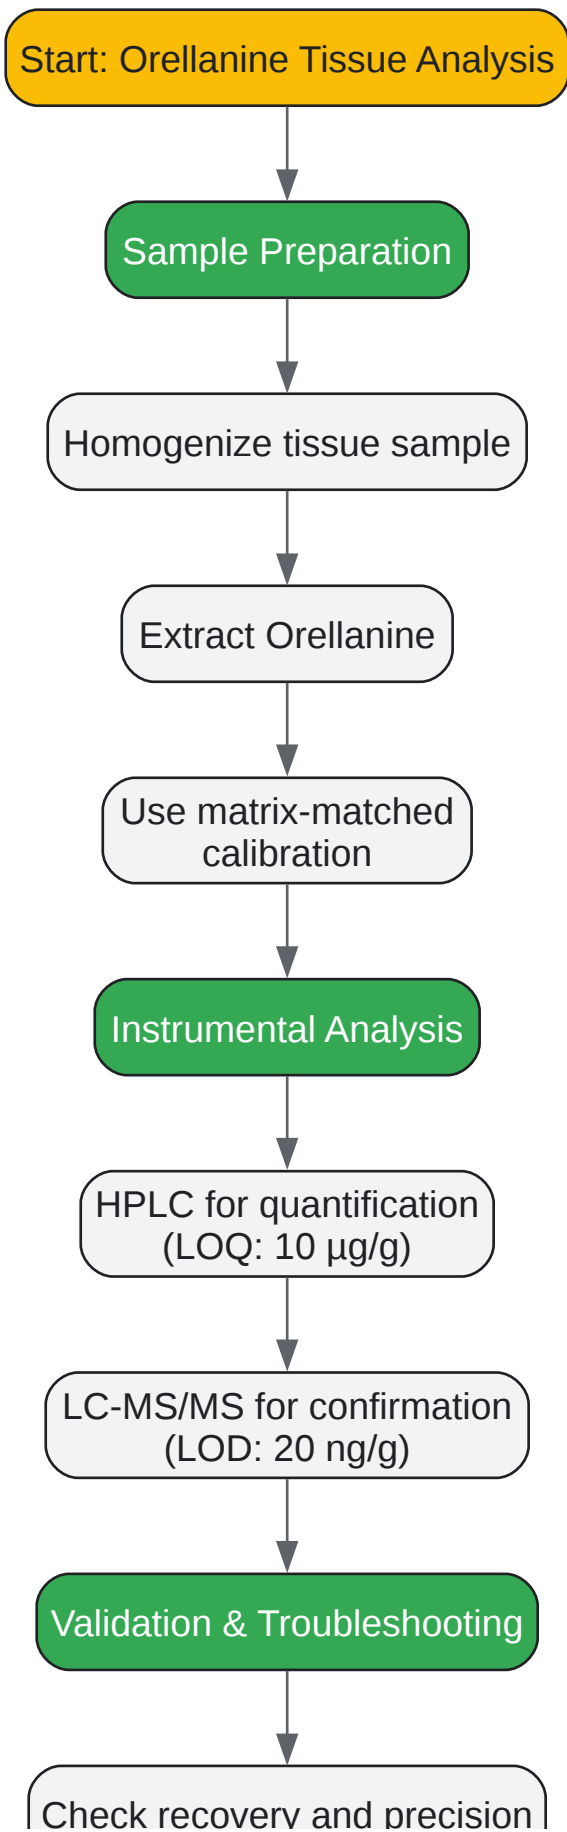 Start: Orellanine Tissue Analysis
Sample Preparation
Homogenize tissue sample
Extract Orellanine
Use matrix-matched
calibration
Instrumental Analysis
HPLC for quantification
(LOQ: 10 µg/g)
LC-MS/MS for confirmation
(LOD: 20 ng/g)
Validation & Troubleshooting
Check recovery and precision